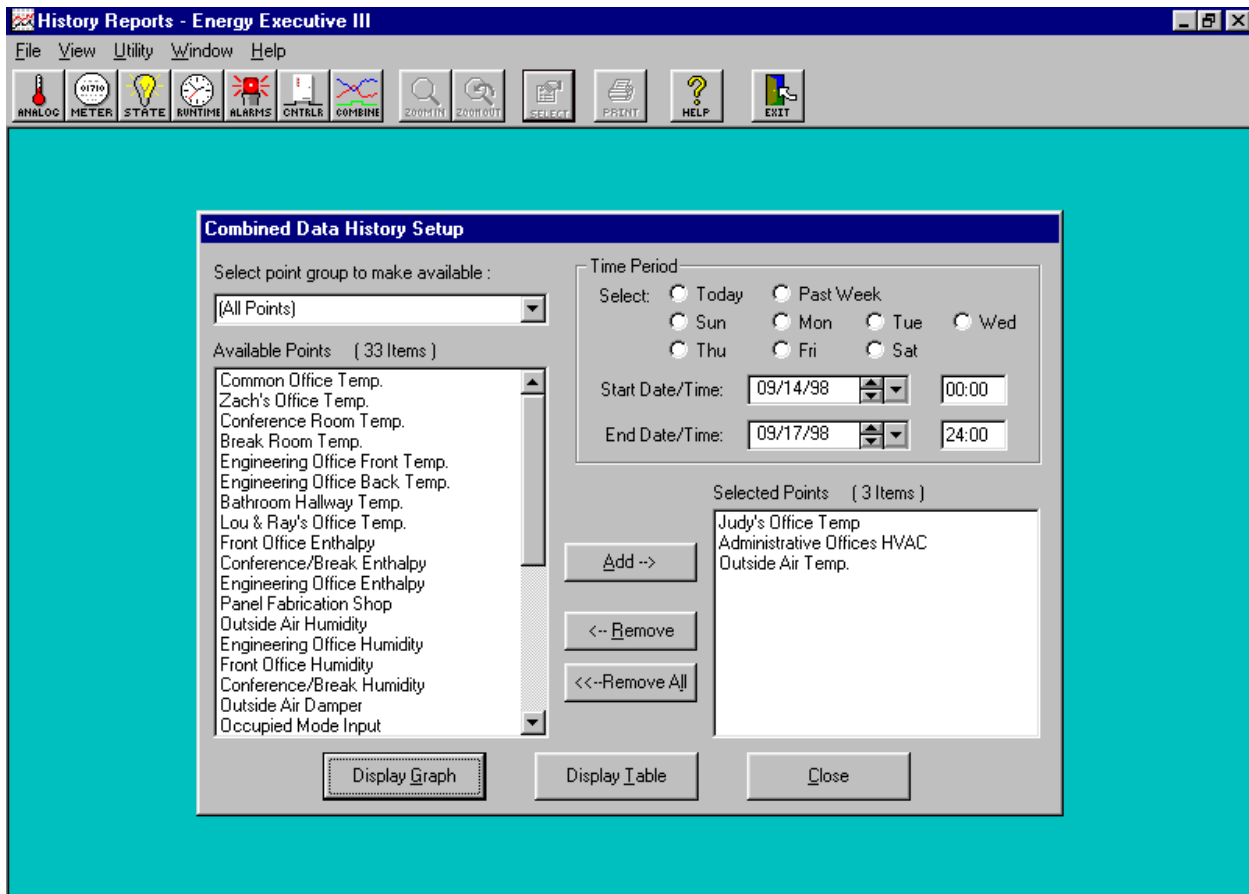 History Reports - Energy Executive III
File View Utility Window Help
01710
ANALOG METER STATE RUNTIME ALARMS CNTRLR COMBINE ZOOM IN ZOOM OUT SELECT PRINT HELP EXIT
Combined Data History Setup
Select point group to make available :
(All Points)
Available Points ( 33 Items )
Common Office Temp.
Zach's Office Temp.
Conference Room Temp.
Break Room Temp.
Engineering Office Front Temp.
Engineering Office Back Temp.
Bathroom Hallway Temp.
Lou & Ray's Office Temp.
Front Office Enthalpy
Conference/Break Enthalpy
Engineering Office Enthalpy
Panel Fabrication Shop
Outside Air Humidity
Engineering Office Humidity
Front Office Humidity
Conference/Break Humidity
Outside Air Damper
Occupied Mode Input
Time Period
Select: Today Past Week
Sun Mon Tue Wed
Thu Fri Sat
Start Date/Time: 09/14/98 00:00
End Date/Time: 09/17/98 24:00
Selected Points ( 3 Items )
Judy's Office Temp
Administrative Offices HVAC
Outside Air Temp.
Add -->
<-- Remove
<<--Remove All
Display Graph Display Table Close